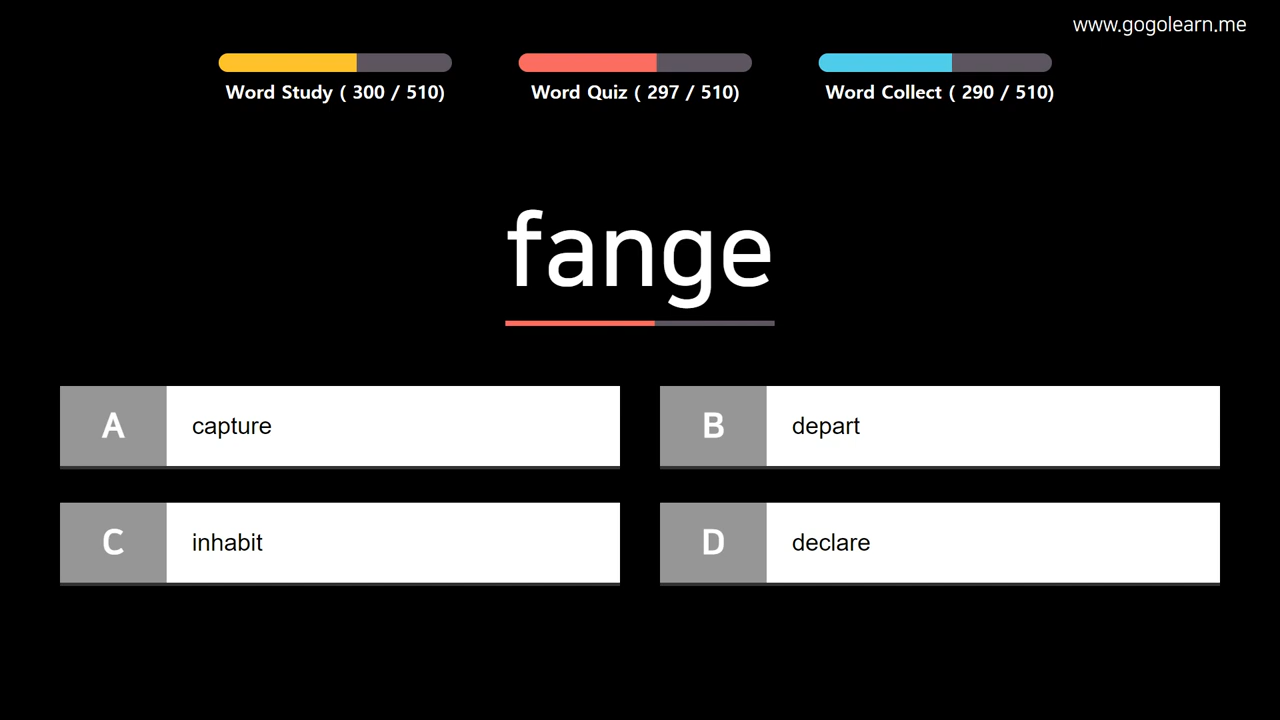 www.gogolearn.me
Word Study ( 300 / 510)
Word Quiz ( 297 / 510)
Word Collect ( 290 / 510)
fange
A capture
B depart
C inhabit
D declare